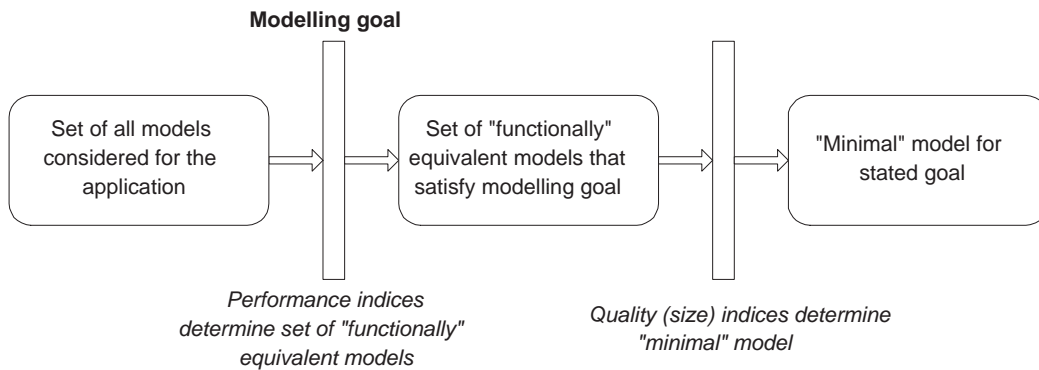 Modelling goal
Set of all models
considered for the
application
Set of "functionally"
equivalent models that
satisfy modelling goal
"Minimal" model for
stated goal
Performance indices
determine set of "functionally"
equivalent models
Quality (size) indices determine
"minimal" model